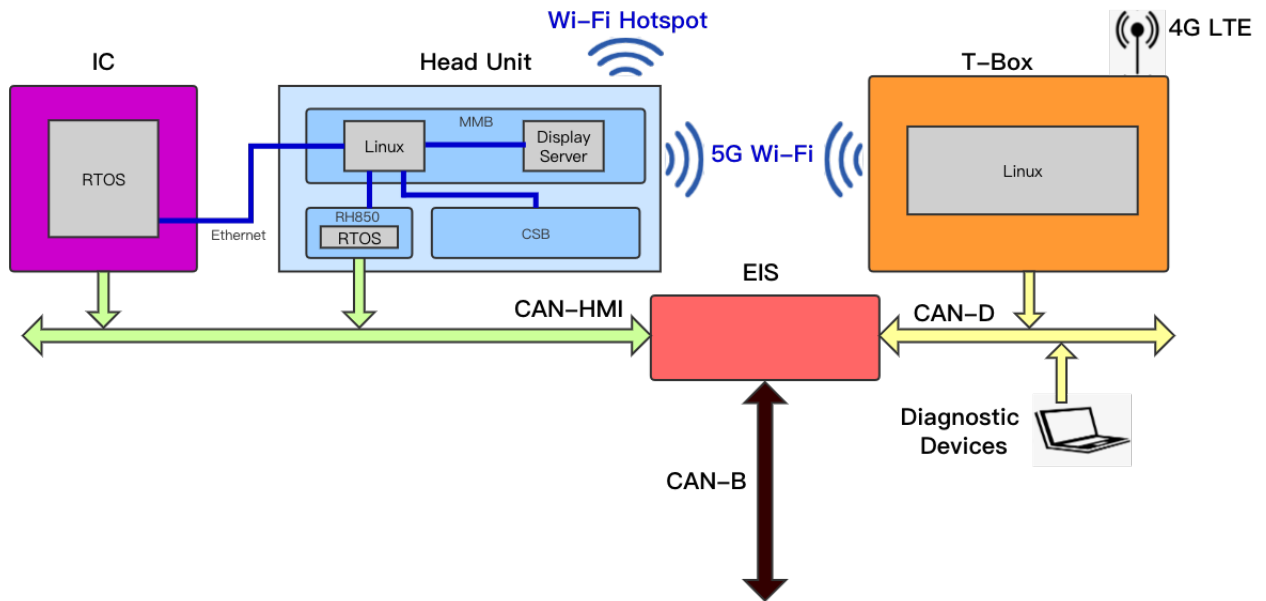 Wi-Fi Hotspot
4G LTE
IC
Head Unit
T-Box
MMB
Linux
Display
Server
5G Wi-Fi
RTOS
Linux
Ethernet
RH850
RTOS
CSB
EIS
CAN-HMI
CAN-D
Diagnostic
Devices
CAN-B